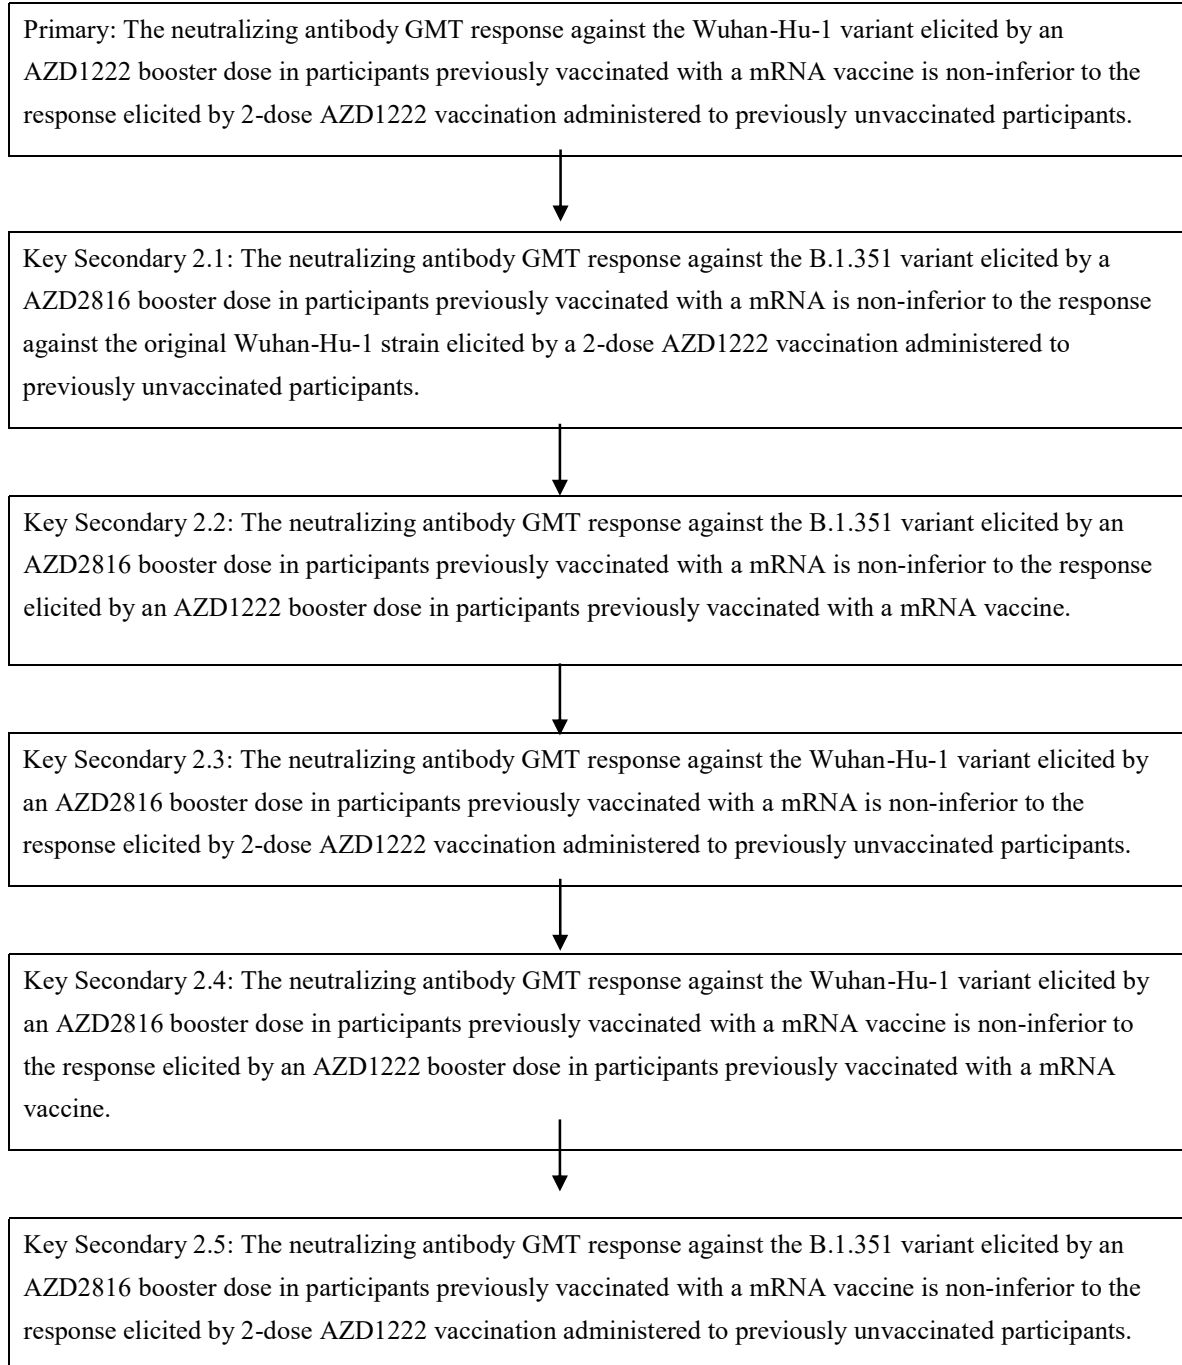 Primary: The neutralizing antibody GMT response against the Wuhan-Hu-1 variant elicited by an
AZD1222 booster dose in participants previously vaccinated with a mRNA vaccine is non-inferior to the
response elicited by 2-dose AZD1222 vaccination administered to previously unvaccinated participants.
Key Secondary 2.1: The neutralizing antibody GMT response against the B.1.351 variant elicited by a
AZD2816 booster dose in participants previously vaccinated with a mRNA is non-inferior to the response
against the original Wuhan-Hu-1 strain elicited by a 2-dose AZD1222 vaccination administered to
previously unvaccinated participants.
Key Secondary 2.2: The neutralizing antibody GMT response against the B.1.351 variant elicited by an
AZD2816 booster dose in participants previously vaccinated with a mRNA is non-inferior to the response
elicited by an AZD1222 booster dose in participants previously vaccinated with a mRNA vaccine.
Key Secondary 2.3: The neutralizing antibody GMT response against the Wuhan-Hu-1 variant elicited by
an AZD2816 booster dose in participants previously vaccinated with a mRNA is non-inferior to the
response elicited by 2-dose AZD1222 vaccination administered to previously unvaccinated participants.
Key Secondary 2.4: The neutralizing antibody GMT response against the Wuhan-Hu-1 variant elicited by
an AZD2816 booster dose in participants previously vaccinated with a mRNA vaccine is non-inferior to
the response elicited by an AZD1222 booster dose in participants previously vaccinated with a mRNA
vaccine.
Key Secondary 2.5: The neutralizing antibody GMT response against the B.1.351 variant elicited by an
AZD2816 booster dose in participants previously vaccinated with a mRNA vaccine is non-inferior to the
response elicited by 2-dose AZD1222 vaccination administered to previously unvaccinated participants.